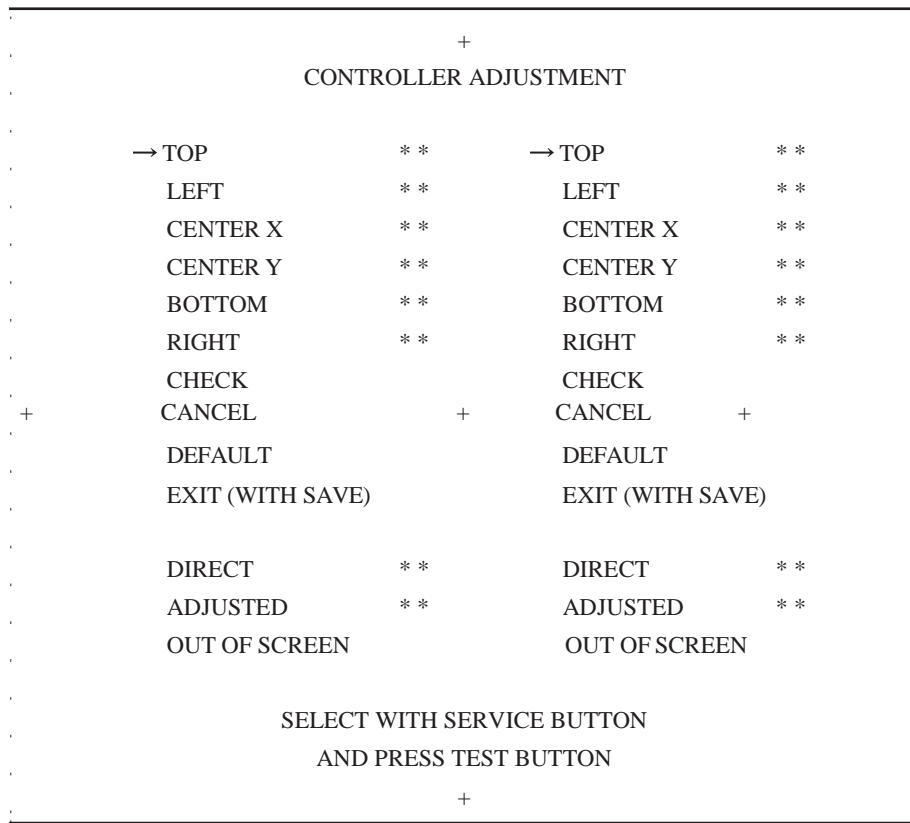 +
CONTROLLER ADJUSTMENT
→ TOP * * → TOP * *
LEFT * * LEFT * *
CENTER X * * CENTER X * *
CENTER Y * * CENTER Y * *
BOTTOM * * BOTTOM * *
RIGHT * * RIGHT * *
CHECK CHECK
+ CANCEL + CANCEL +
DEFAULT DEFAULT
EXIT (WITH SAVE) EXIT (WITH SAVE)
DIRECT * * DIRECT * *
ADJUSTED * * ADJUSTED * *
OUT OF SCREEN OUT OF SCREEN
SELECT WITH SERVICE BUTTON
AND PRESS TEST BUTTON
+